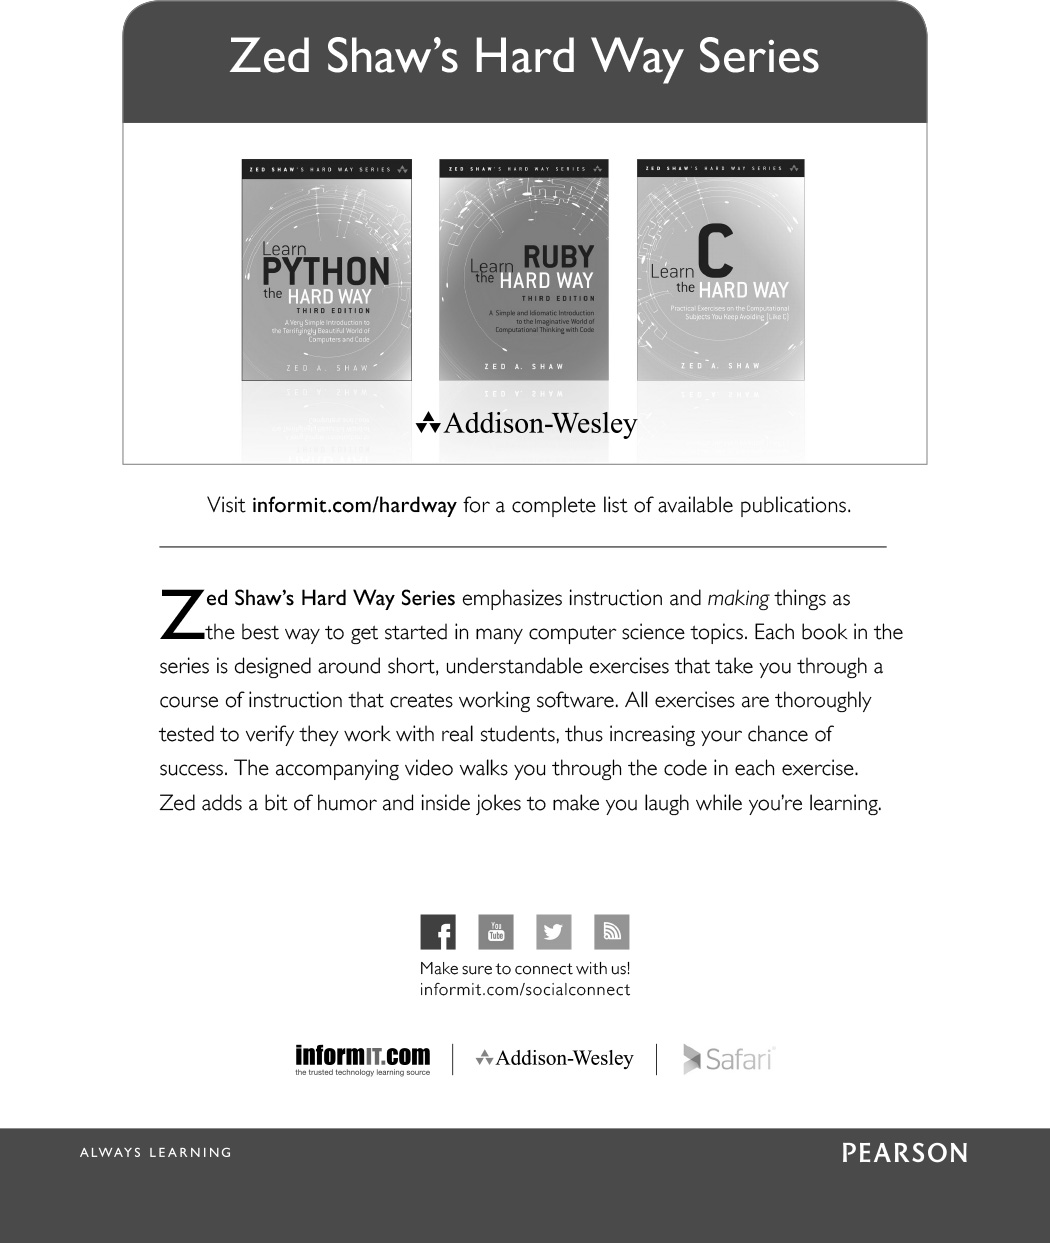 Zed Shaw's Hard Way Series
ZED SHAW'S HARD WAY SERIES
Learn
PYTHON
the HARD WAY
THIRD EDITION
A Very Simple Introduction to
the Terrifyingly Beautiful World of
Computers and Code
ZED A. SHAW
ZED SHAW'S HARD WAY SERIES
Learn RUBY
the HARD WAY
THIRD EDITION
A Simple and Idiomatic Introduction
to the Imaginative World of
Computational Thinking with Code
ZED A. SHAW
ZED SHAW'S HARD WAY SERIES
Learn C
the HARD WAY
Practical Exercises on the Computational
Subjects You Keep Avoiding [Like C]
ZED A. SHAW
Addison-Wesley
Visit informit.com/hardway for a complete list of available publications.
Zed Shaw's Hard Way Series emphasizes instruction and making things as
the best way to get started in many computer science topics. Each book in the
series is designed around short, understandable exercises that take you through a
course of instruction that creates working software. All exercises are thoroughly
tested to verify they work with real students, thus increasing your chance of
success. The accompanying video walks you through the code in each exercise.
Zed adds a bit of humor and inside jokes to make you laugh while you're learning.
You
Tube
Make sure to connect with us!
informit.com/socialconnect
informIT.com
the trusted technology learning source
Addison-Wesley
Safari
ALWAYS LEARNING
PEARSON